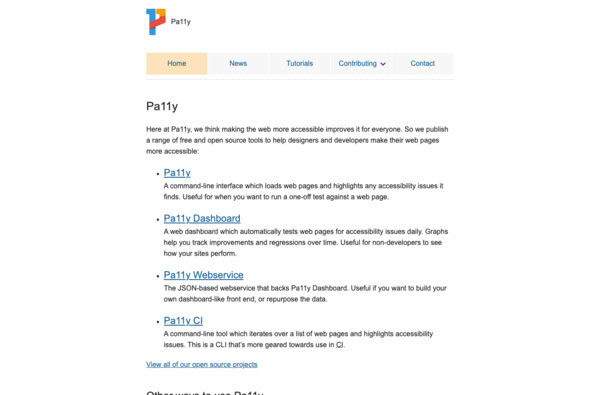 Pa11y
Home News Tutorials Contributing Contact
Pa11y
Here at Pa11y, we think making the web more accessible improves it for everyone. So we publish
a range of free and open source tools to help designers and developers make their web pages
more accessible:
Pa11y
A command-line interface which loads web pages and highlights any accessibility issues it
finds. Useful for when you want to run a one-off test against a web page.
Pa11y Dashboard
A web dashboard which automatically tests web pages for accessibility issues daily. Graphs
help you track improvements and regressions over time. Useful for non-developers to see
how your sites perform.
Pa11y Webservice
The JSON-based webservice that backs Pa11y Dashboard. Useful if you want to build your
own dashboard-like front end, or repurpose the data.
Pa11y CI
A command-line tool which iterates over a list of web pages and highlights accessibility
issues. This is a CLI that's more geared towards use in CI.
View all of our open source projects
Other ways to use Pa11y